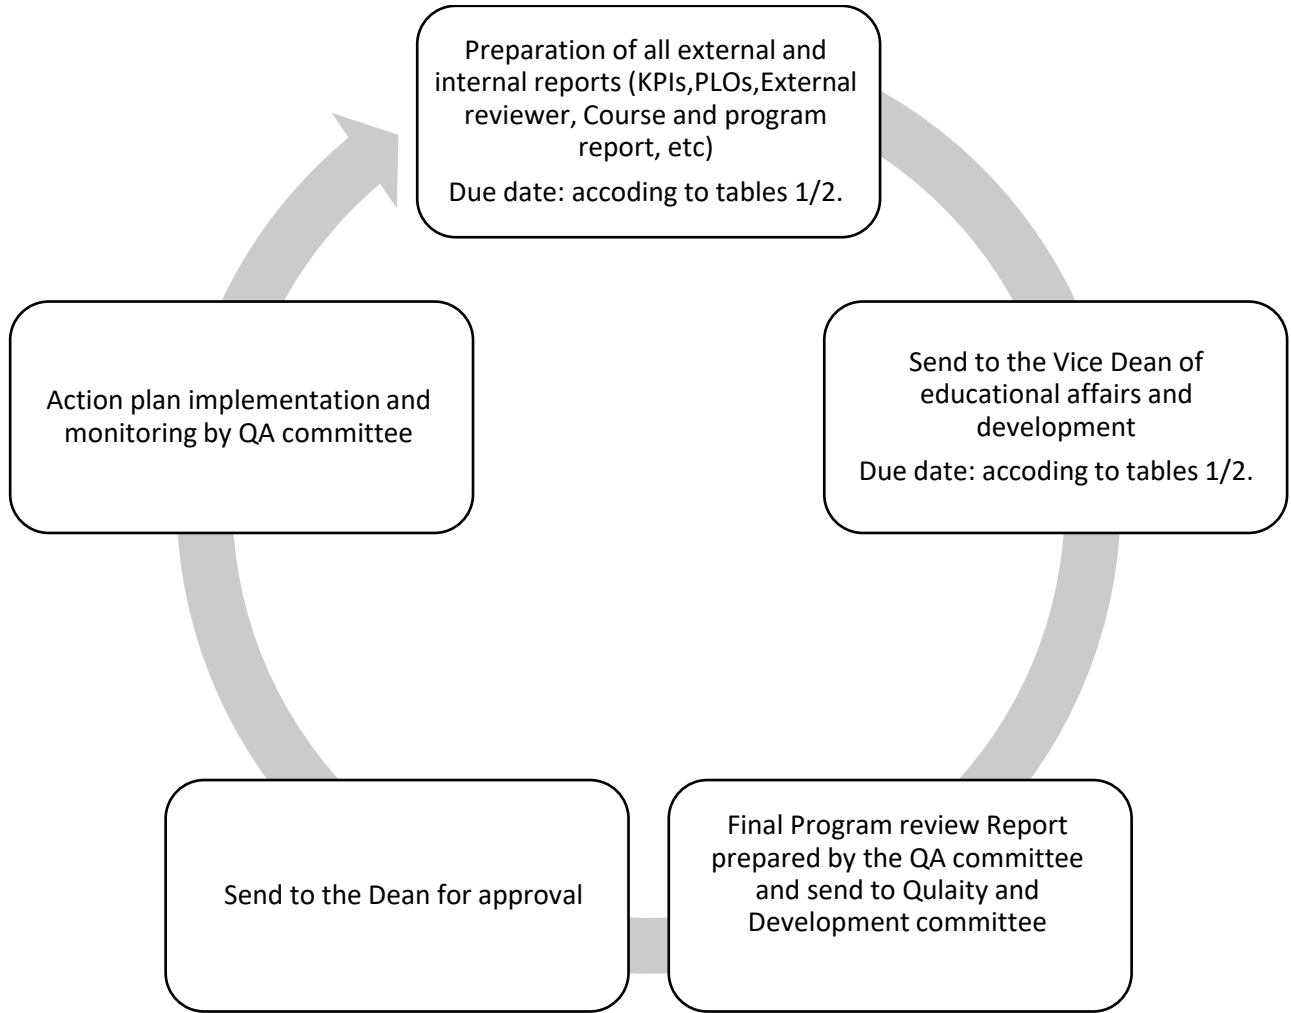 Preparation of all external and
internal reports (KPIs,PLOs,External
reviewer, Course and program
report, etc)
Due date: accoding to tables 1/2.
Send to the Vice Dean of
educational affairs and
development
Due date: accoding to tables 1/2.
Final Program review Report
prepared by the QA committee
and send to Qulaity and
Development committee
Send to the Dean for approval
Action plan implementation and
monitoring by QA committee